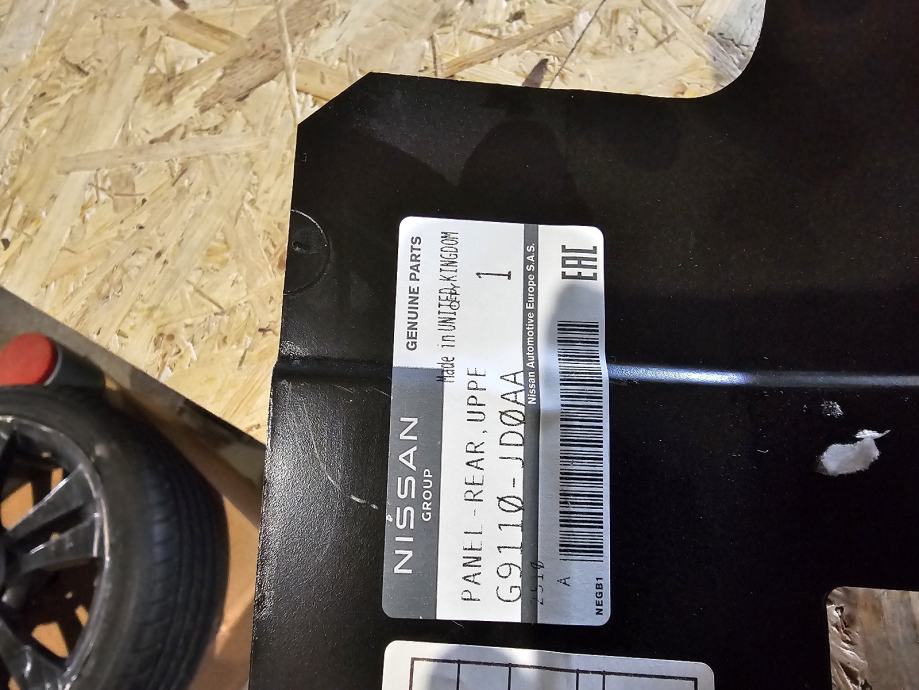 NISSAN
GROUP
GENUINE PARTS
Made in UNITED KINGDOM
PANEL-REAR,UPPE
G9110-JD0AA 1
Nissan Automotive Europe S.A.S.
A
EAC
NEGB1